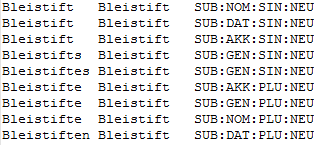 Bleistift Bleistift SUB:NOM:SIN:NEU
Bleistift Bleistift SUB:DAT:SIN:NEU
Bleistift Bleistift SUB:AKK:SIN:NEU
Bleistifts Bleistift SUB:GEN:SIN:NEU
Bleistiftes Bleistift SUB:GEN:SIN:NEU
Bleistifte Bleistift SUB:AKK:PLU:NEU
Bleistifte Bleistift SUB:GEN:PLU:NEU
Bleistifte Bleistift SUB:NOM:PLU:NEU
Bleistiften Bleistift SUB:DAT:PLU:NEU